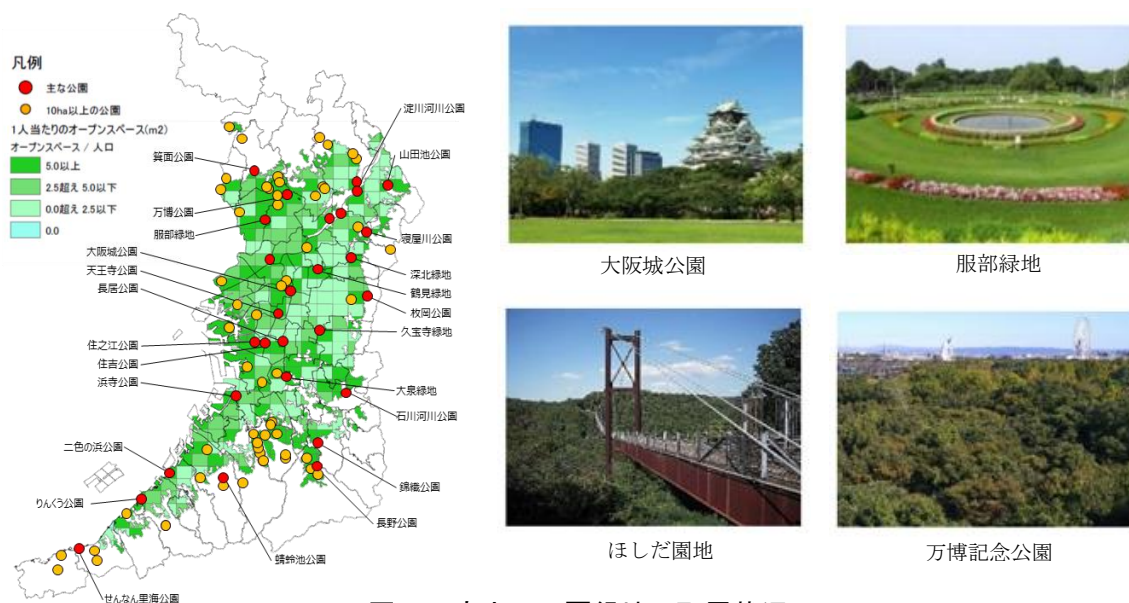 凡例
主な公園
10ha以上の公園
1人当たりのオープンスペース(m2)
オープンスペース / 人口
5.0以上
2.5超え 5.0以下
0.0超え 2.5以下
0.0
淀川河川公園
箕面公園
山田池公園
万博公園
服部緑地
寝屋川公園
大阪城公園
天王寺公園
深北緑地
長居公園
鶴見緑地
枚岡公園
久宝寺緑地
住之江公園
住吉公園
浜寺公園
大泉緑地
石川河川公園
二色の浜公園
錦織公園
りんくう公園
長野公園
蜻蛉池公園
せんなん里海公園
大阪城公園
服部緑地
ほしだ園地
万博記念公園